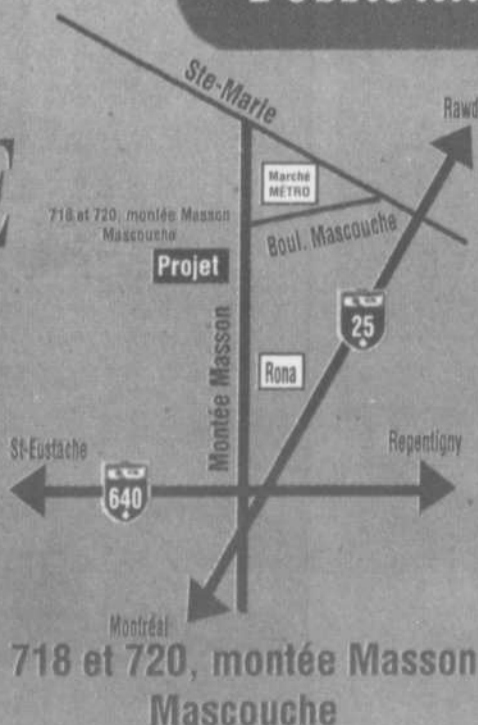 Ste-Marie
Marché
MÉTRO
718 et 720, montée Masson
Mascouche
Boul. Mascouche
Projet
25
Montée Masson
Rona
St-Eustache
Repentigny
640
Montréal
718 et 720, montée Masson
Mascouche